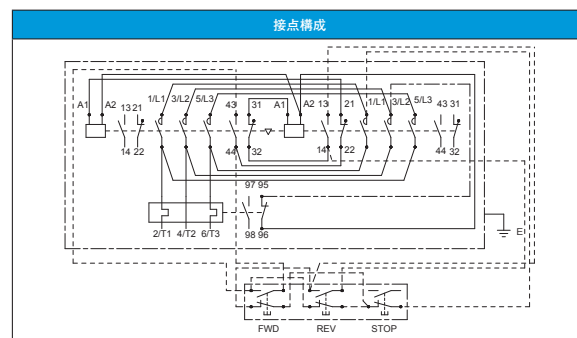 接点構成
A1 A2 13 21 1/L1 3/L2 5/L3 43 31 A1 A2 13 21 1/L1 3/L2 5/L3 43 31
14 22 44 32 14 22 44 32
97 95
2/T1 4/T2 6/T3 98 96 E
FWD REV STOP